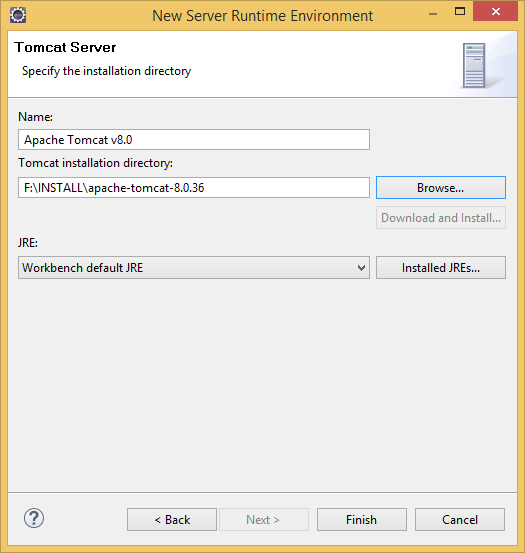 New Server Runtime Environment
Tomcat Server
Specify the installation directory
Name:
Apache Tomcat v8.0
Tomcat installation directory:
F:\INSTALL\apache-tomcat-8.0.36
Browse...
Download and Install...
JRE:
Workbench default JRE
Installed JREs...
?
< Back
Next >
Finish
Cancel